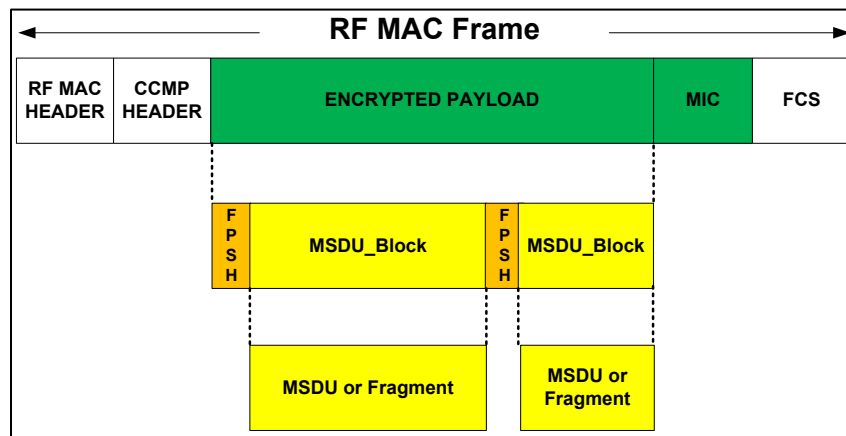 RF MAC Frame
RF MAC
HEADER
CCMP
HEADER
ENCRYPTED PAYLOAD
MIC
FCS
F
P
S
H
MSDU_Block
F
P
S
H
MSDU_Block
MSDU or Fragment
MSDU or
Fragment